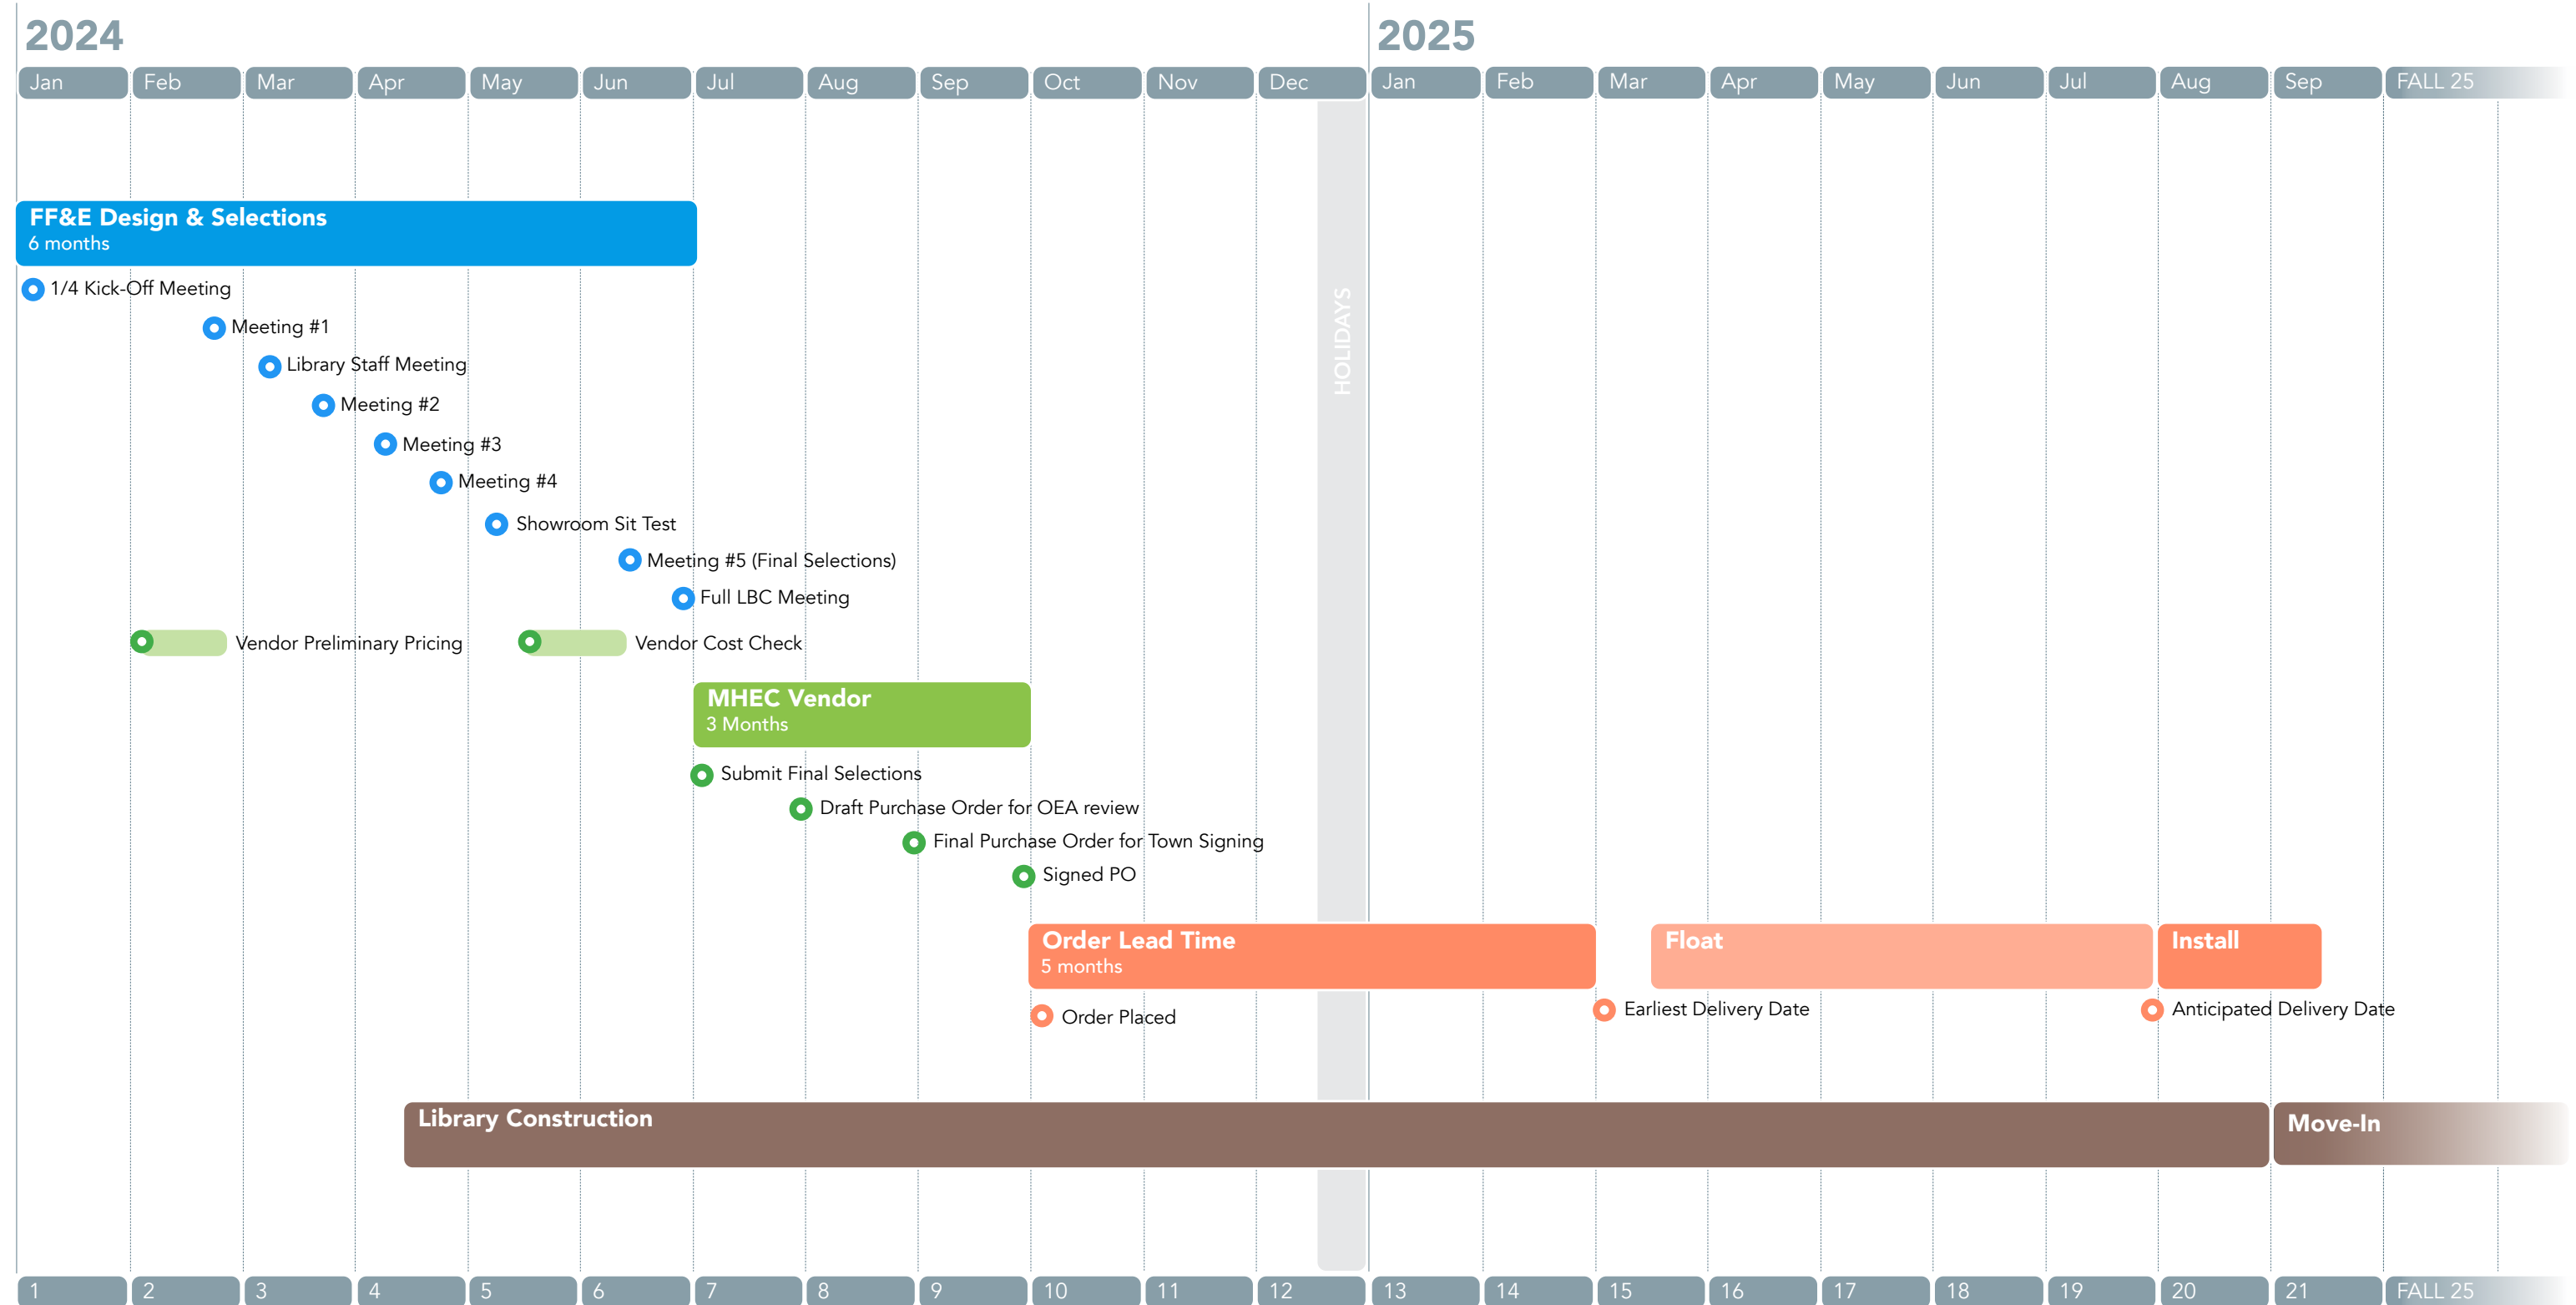 2024
2025
Jan
Feb
Mar
Apr
May
Jun
Jul
Aug
Sep
Oct
Nov
Dec
Jan
Feb
Mar
Apr
May
Jun
Jul
Aug
Sep
FALL 25
FF&E Design & Selections
6 months
1/4 Kick-Off Meeting
HOLIDAYS
Meeting #1
Library Staff Meeting
Meeting #2
Meeting #3
Meeting #4
Showroom Sit Test
Meeting #5 (Final Selections)
Full LBC Meeting
Vendor Preliminary Pricing
Vendor Cost Check
MHEC Vendor
3 Months
Submit Final Selections
Draft Purchase Order for OEA review
Final Purchase Order for Town Signing
Signed PO
Order Lead Time
5 months
Float
Install
Order Placed
Earliest Delivery Date
Anticipated Delivery Date
Library Construction
Move-In
1
2
3
4
5
6
7
8
9
10
11
12
13
14
15
16
17
18
19
20
21
FALL 25